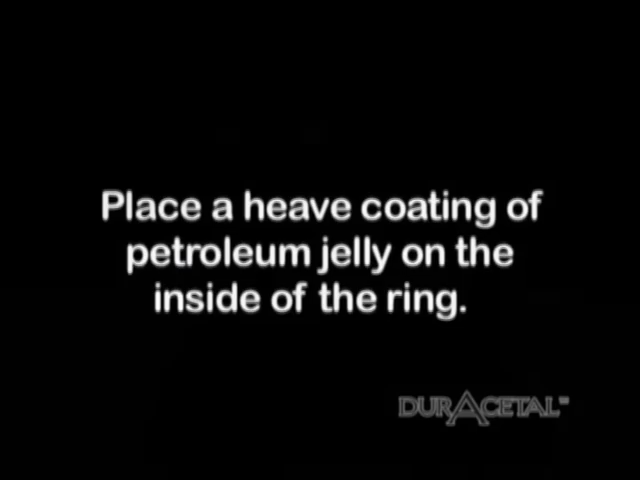 Place a heave coating of
petroleum jelly on the
inside of the ring.
DURACETAL™